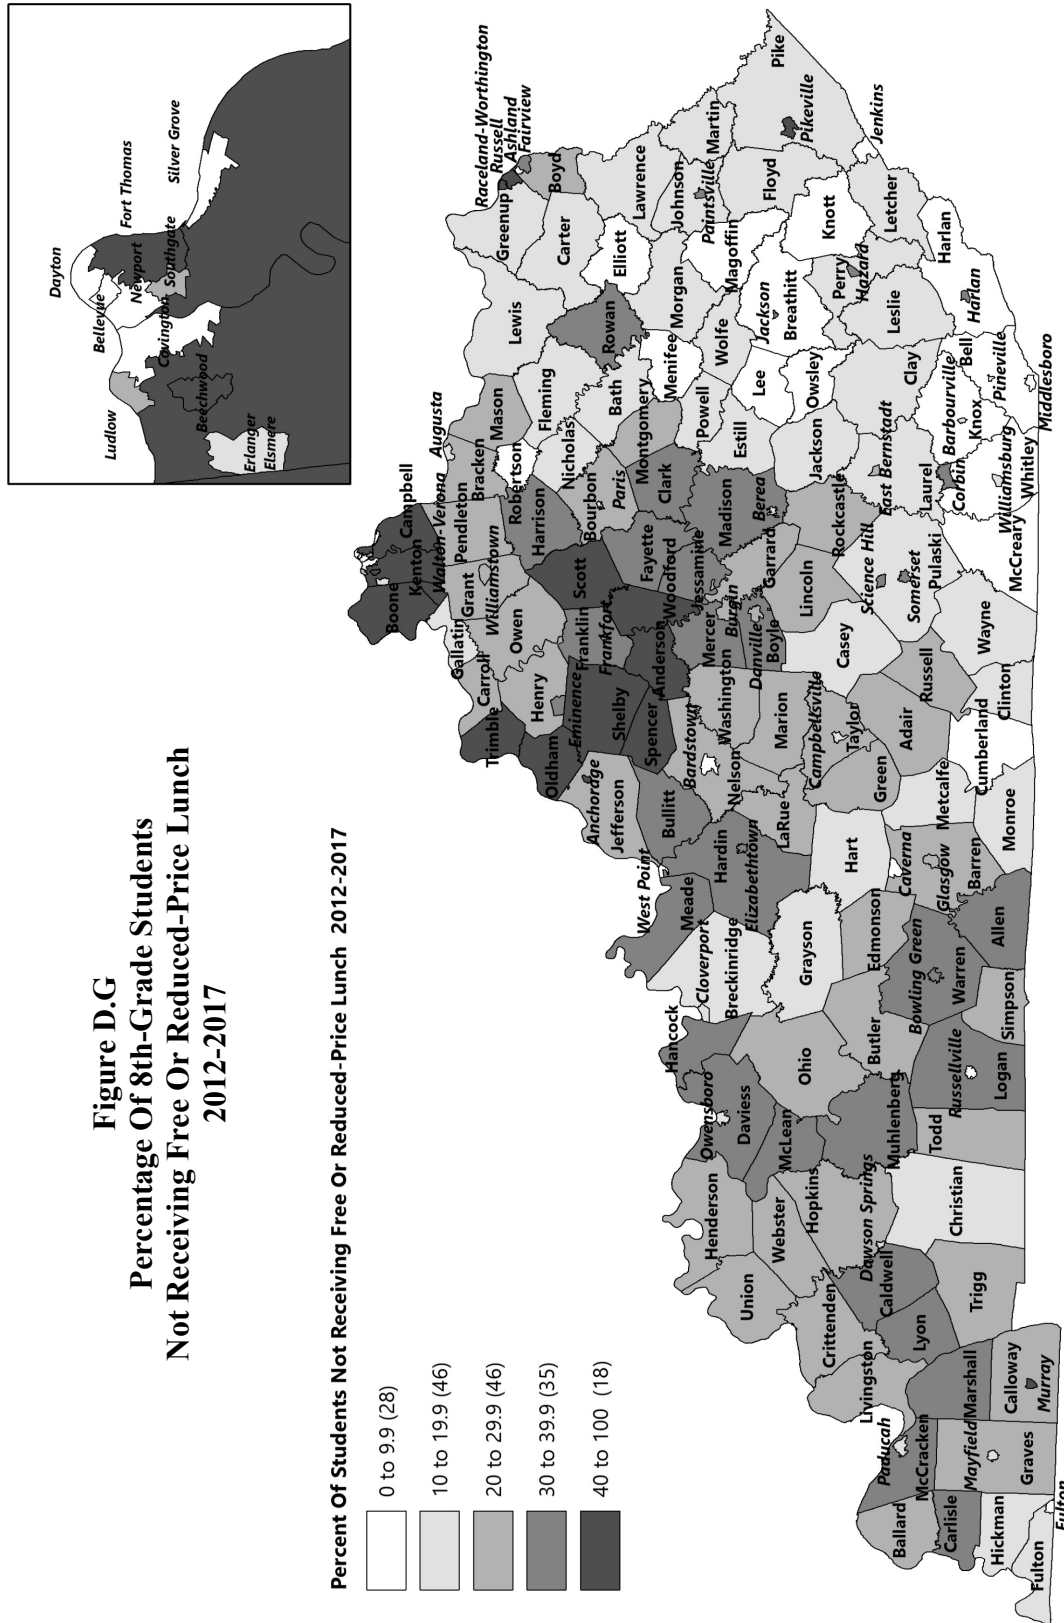 Figure D.G
Percentage Of 8th-Grade Students
Not Receiving Free Or Reduced-Price Lunch
2012-2017
Percent Of Students Not Receiving Free Or Reduced-Price Lunch 2012-2017
0 to 9.9 (28)
10 to 19.9 (46)
20 to 29.9 (46)
30 to 39.9 (35)
40 to 100 (18)
Dayton
Bellevue
Fort Thomas
Newport
Silver Grove
Ludlow
Covington
Southgate
Beechwood
Erlanger
Elsmere
Raceland-Worthington
Russell
Ashland
Fairview
Boyd
Greenup
Carter
Lewis
Lawrence
Elliott
Rowan
Martin
Johnson
Paintsville
Pike
Pikeville
Floyd
Magoffin
Morgan
Menifee
Wolfe
Jenkins
Knott
Letcher
Perry
Hazard
Breathitt
Jackson
Lee
Owsley
Leslie
Harlan
Harlan
Clay
Bell
Pineville
Middlesboro
Knox
Barbourville
Corbin
Laurel
East Bernstadt
Williamsburg
Whitley
McCreary
Jackson
Estill
Powell
Bath
Montgomery
Fleming
Mason
Augusta
Bracken
Robertson
Nicholas
Bourbon
Paris
Clark
Madison
Berea
Rockcastle
Campbell
Kenton
Boone
Walton-Verona
Pendleton
Grant
Williamstown
Harrison
Scott
Fayette
Woodford
Jessamine
Garrard
Lincoln
Science Hill
Somerset
Pulaski
Gallatin
Carroll
Owen
Franklin
Frankfort
Trimble
Henry
Eminence
Oldham
Shelby
Spencer
Anderson
Mercer
Burgin
Danville
Boyle
Casey
Wayne
Russell
Clinton
Cumberland
Adair
Washington
Marion
Taylor
Campbellsville
Green
Bardstown
Nelson
LaRue
Anchorage
Jefferson
Bullitt
West Point
Hardin
Elizabethtown
Meade
Cloverport
Breckinridge
Grayson
Hart
Metcalfe
Monroe
Barren
Glasgow
Caverna
Edmonson
Allen
Bowling Green
Warren
Simpson
Butler
Ohio
Hancock
Owensboro
Daviess
McLean
Muhlenberg
Russellville
Logan
Todd
Henderson
Webster
Hopkins
Dawson Springs
Christian
Union
Crittenden
Caldwell
Lyon
Trigg
Livingston
Marshall
Calloway
Murray
Paducah
McCracken
Mayfield
Graves
Ballard
Carlisle
Hickman
Fulton
Fulton